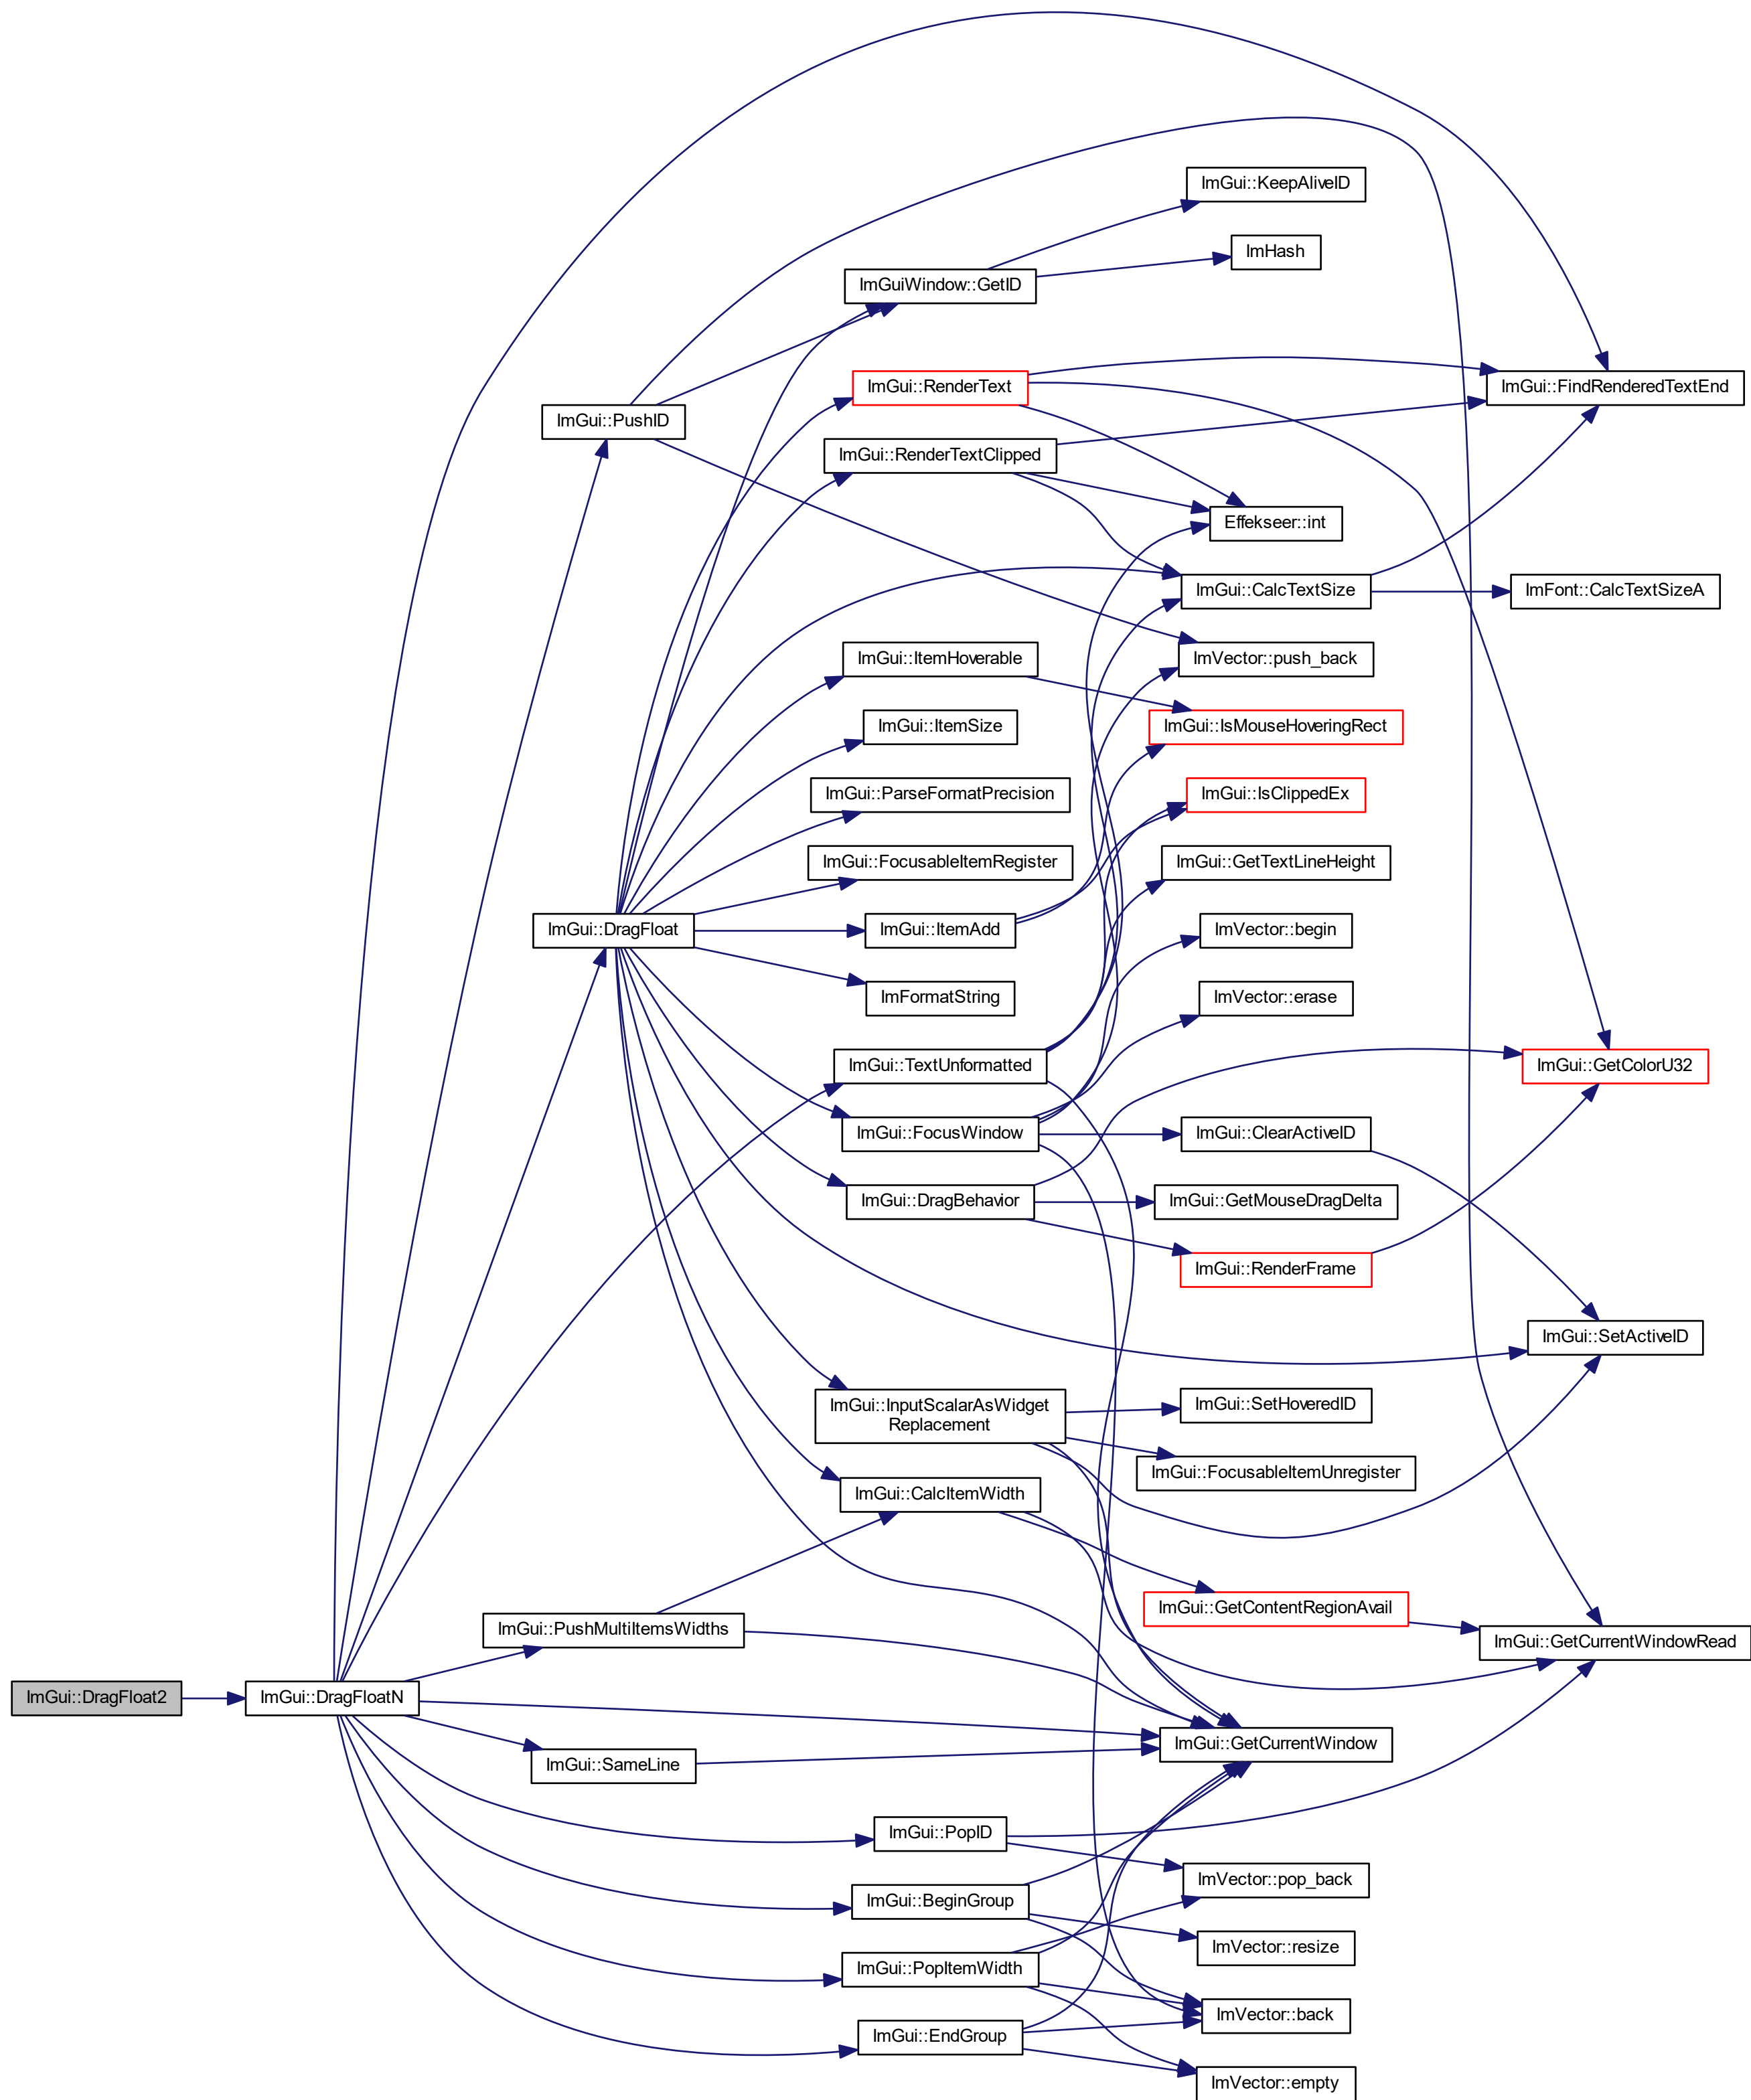 ImGui::KeepAliveID
ImHash
ImGuiWindow::GetID
ImGui::RenderText
ImGui::FindRenderedTextEnd
ImGui::PushID
ImGui::RenderTextClipped
Effekseer::int
ImGui::CalcTextSize
ImFont::CalcTextSizeA
ImGui::ItemHoverable
ImVector::push_back
ImGui::ItemSize
ImGui::IsMouseHoveringRect
ImGui::ParseFormatPrecision
ImGui::IsClippedEx
ImGui::FocusableItemRegister
ImGui::GetTextLineHeight
ImGui::DragFloat
ImGui::ItemAdd
ImVector::begin
ImFormatString
ImVector::erase
ImGui::TextUnformatted
ImGui::GetColorU32
ImGui::FocusWindow
ImGui::ClearActiveID
ImGui::DragBehavior
ImGui::GetMouseDragDelta
ImGui::RenderFrame
ImGui::SetActiveID
ImGui::InputScalarAsWidget
Replacement
ImGui::SetHoveredID
ImGui::FocusableItemUnregister
ImGui::CalcItemWidth
ImGui::GetContentRegionAvail
ImGui::PushMultiItemsWidths
ImGui::GetCurrentWindowRead
ImGui::DragFloat2
ImGui::DragFloatN
ImGui::GetCurrentWindow
ImGui::SameLine
ImGui::PopID
ImVector::pop_back
ImGui::BeginGroup
ImVector::resize
ImGui::PopItemWidth
ImVector::back
ImGui::EndGroup
ImVector::empty